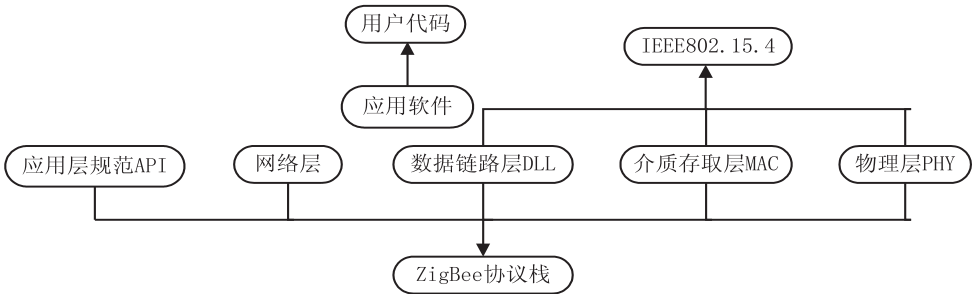 用户代码
IEEE802.15.4
应用软件
应用层规范API
网络层
数据链路层DLL
介质存取层MAC
物理层PHY
ZigBee协议栈